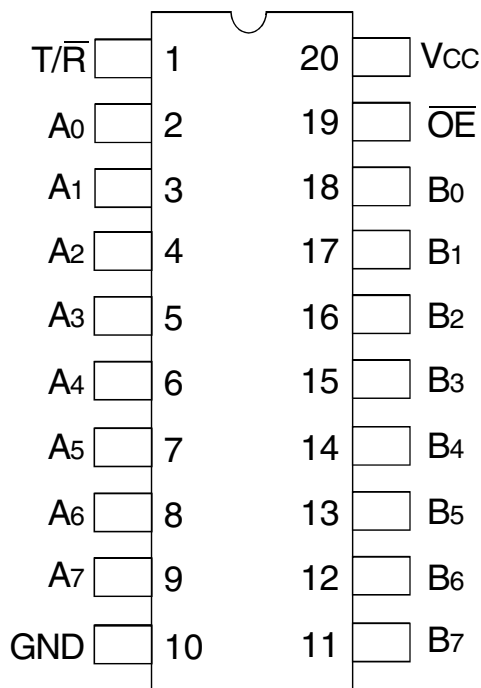 T/R̅ 1 20 VCC
A0 2 19 O̅E̅
A1 3 18 B0
A2 4 17 B1
A3 5 16 B2
A4 6 15 B3
A5 7 14 B4
A6 8 13 B5
A7 9 12 B6
GND 10 11 B7